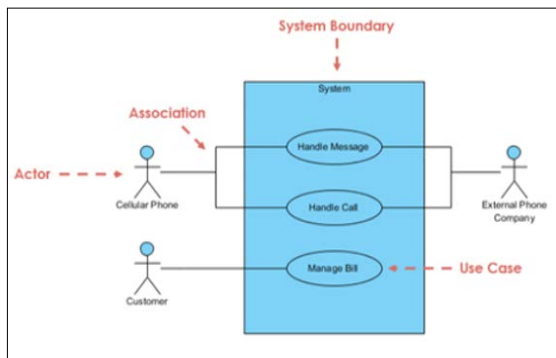 System Boundary
System
Association
Handle Message
Actor
Cellular Phone
Handle Call
External Phone
Company
Manage Bill
Use Case
Customer